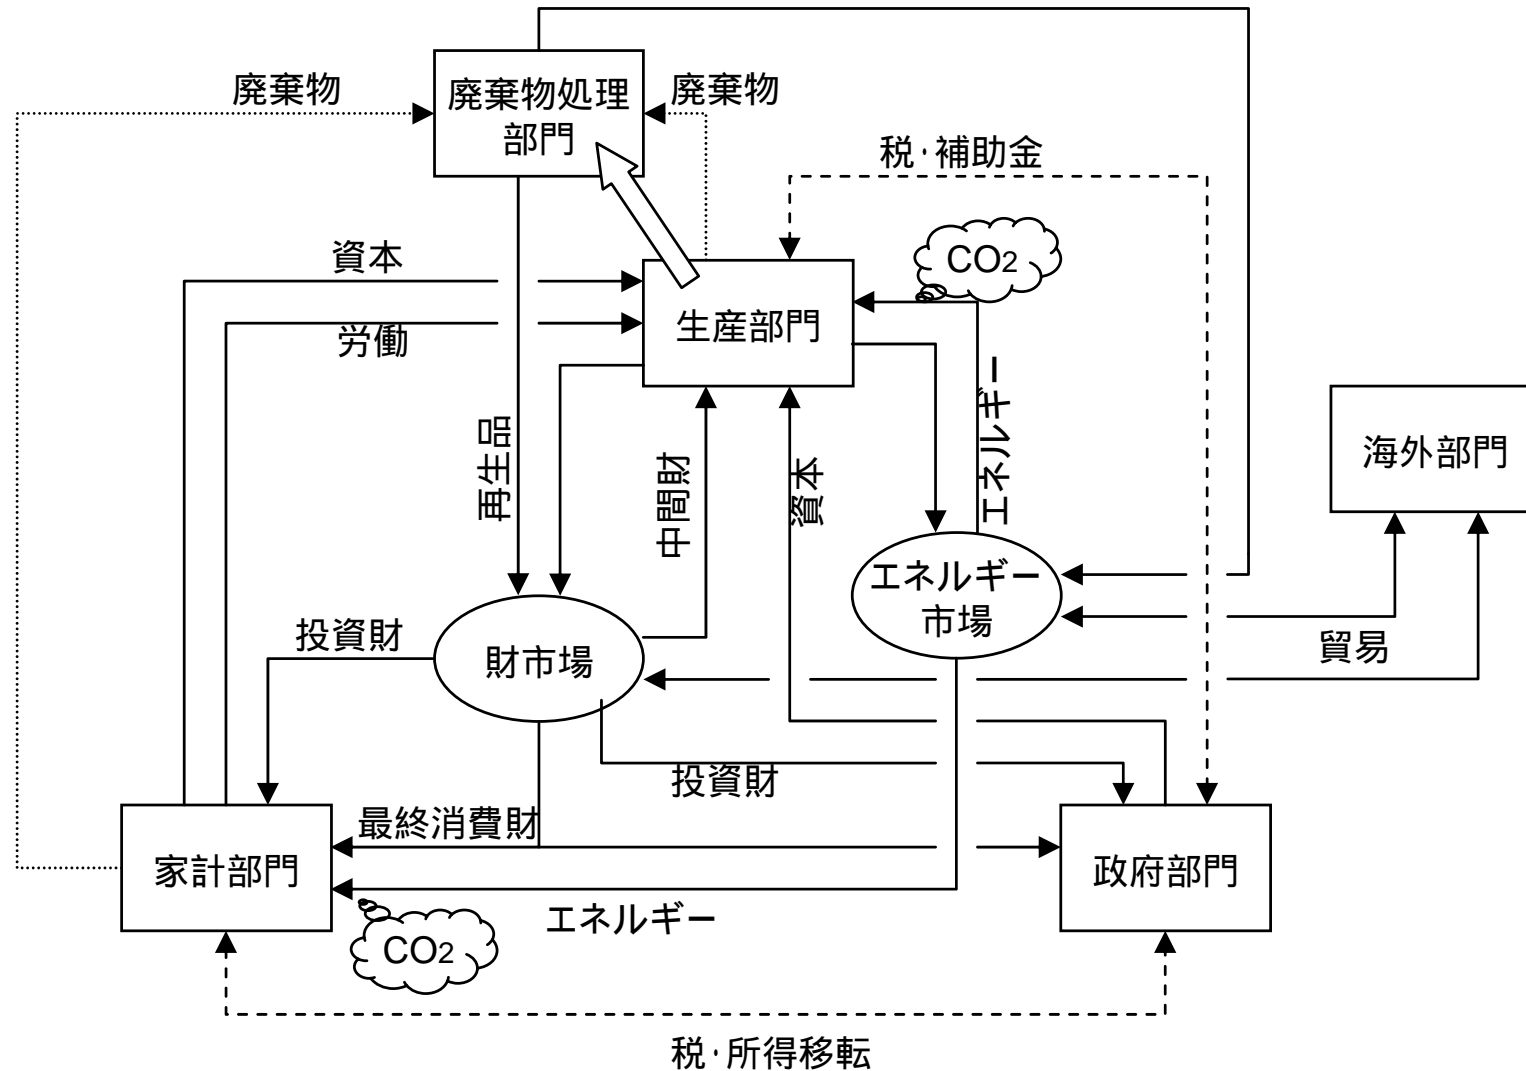 廃棄物
廃棄物処理
部門
廃棄物
税・補助金
資本
CO2
労働
生産部門
エネルギー
再生品
中間財
資本
海外部門
エネルギー
市場
投資財
財市場
貿易
投資財
最終消費財
家計部門
政府部門
エネルギー
CO2
税・所得移転